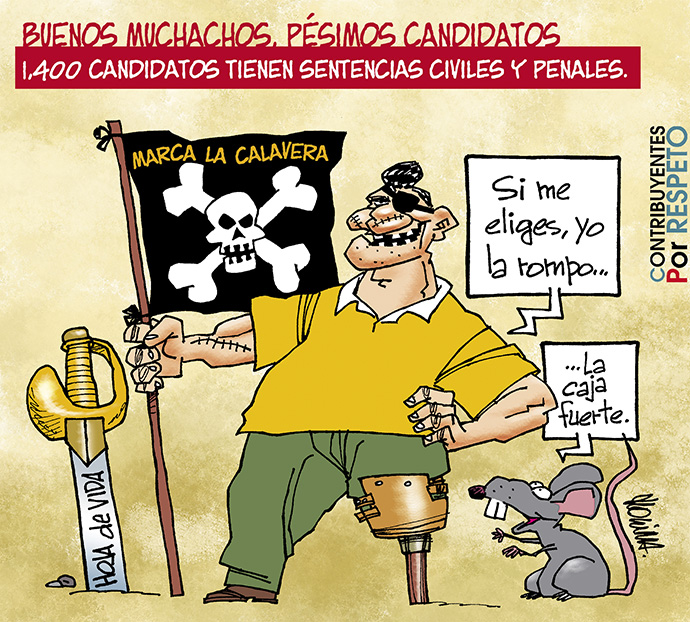 BUENOS MUCHACHOS, PÉSIMOS CANDIDATOS
1,400 CANDIDATOS TIENEN SENTENCIAS CIVILES Y PENALES.
CONTRIBUYENTES
Por RESPETO
MARCA LA CALAVERA
Si me
eliges, yo
la rompo...
...La
caja
fuerte.
HOJA de VIDA